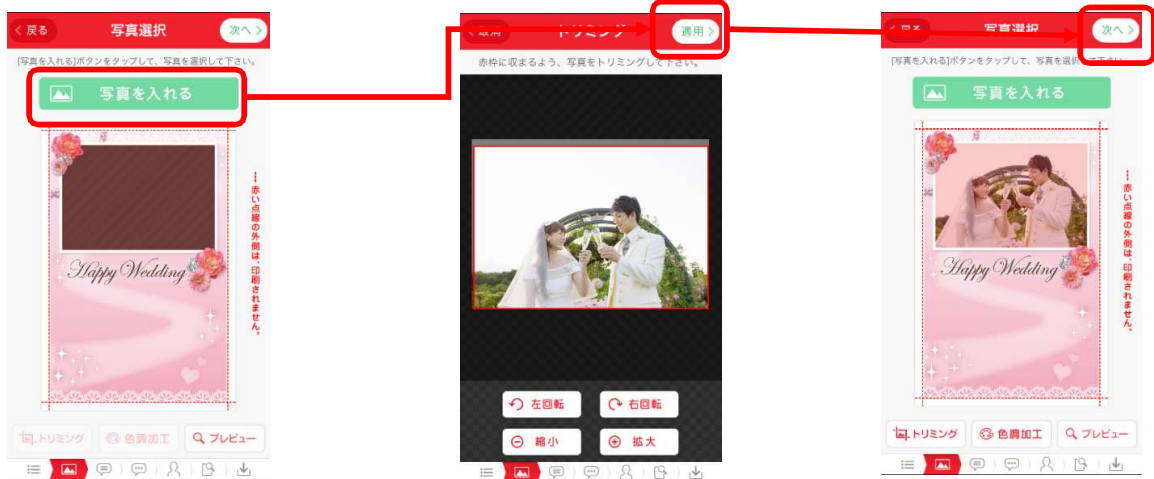 戻る
写真選択
次へ
[写真を入れる]ボタンをタップして、写真を選択して下さい。
写真を入れる
Happy Wedding
赤い点線の外側は、印刷されません。
トリミング
色調加工
プレビュー
取消
トリミング
適用
赤枠に収まるよう、写真をトリミングして下さい。
左回転
右回転
縮小
拡大
戻る
写真選択
次へ
[写真を入れる]ボタンをタップして、写真を選択して下さい。
写真を入れる
Happy Wedding
赤い点線の外側は、印刷されません。
トリミング
色調加工
プレビュー